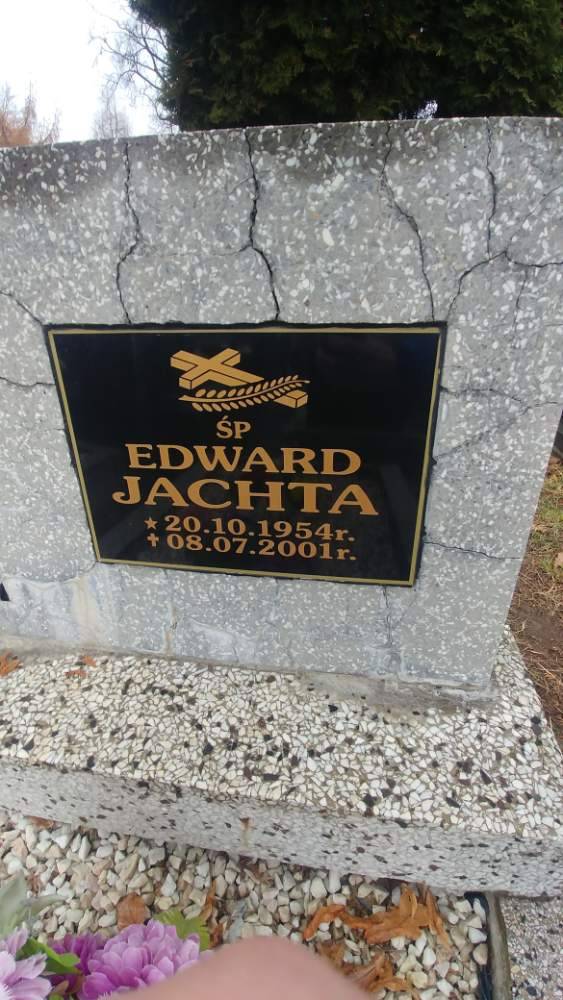 ŚP
EDWARD
JACHTA
★ 20.10.1954r.
✝ 08.07.2001r.